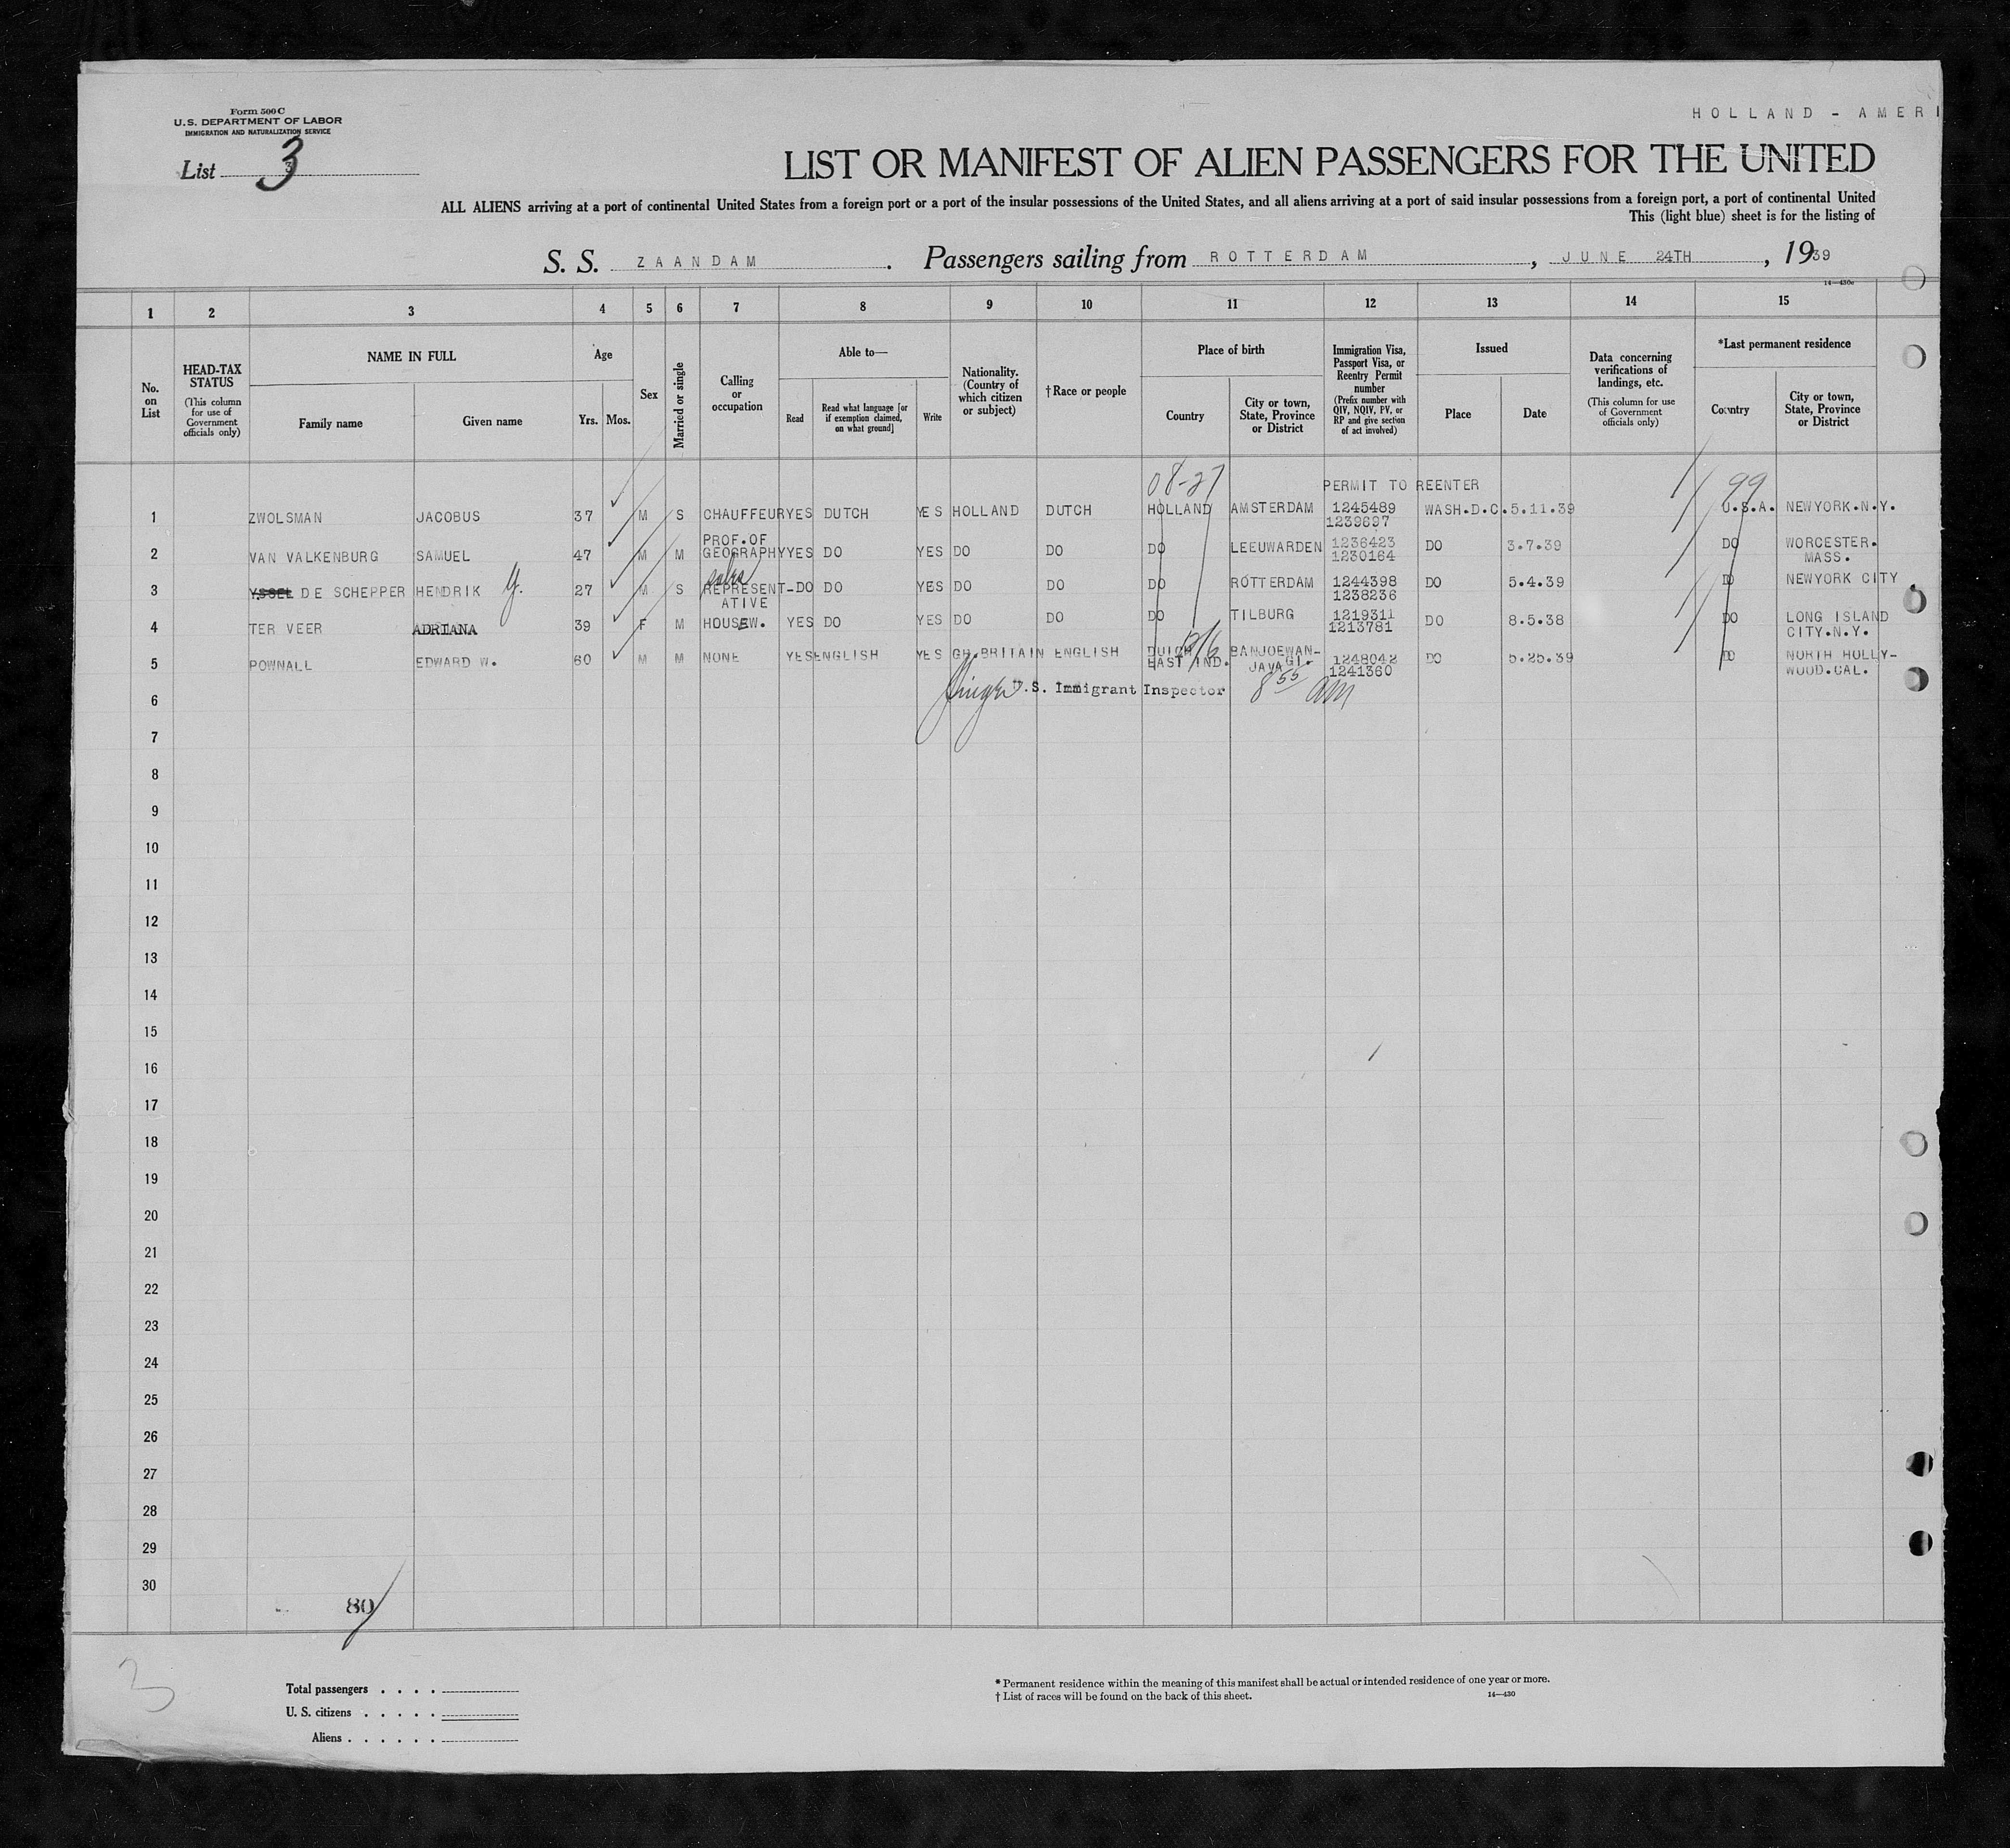 Form 500 C
U. S. DEPARTMENT OF LABOR
IMMIGRATION AND NATURALIZATION SERVICE
HOLLAND - AMERI
List 3
LIST OR MANIFEST OF ALIEN PASSENGERS FOR THE UNITED
ALL ALIENS arriving at a port of continental United States from a foreign port or a port of the insular possessions of the United States, and all aliens arriving at a port of said insular possessions from a foreign port, a port of continental United
This (light blue) sheet is for the listing of
S. S. ZAANDAM. Passengers sailing from ROTTERDAM, JUNE 24TH, 1939
14—430c
1 2 3 4 5 6 7 8 9 10 11 12 13 14 15
No. on List
HEAD-TAX STATUS (This column for use of Government officials only)
NAME IN FULL Family name Given name
Age Yrs. Mos.
Sex
Married or single
Calling or occupation
Able to— Read Read what language [or if exemption claimed, on what ground] Write
Nationality. (Country of which citizen or subject)
† Race or people
Place of birth Country City or town, State, Province or District
Immigration Visa, Passport Visa, or Reentry Permit number (Prefix number with QIV, NQIV, PV, or RP and give section of act involved)
Issued Place Date
Data concerning verifications of landings, etc. (This column for use of Government officials only)
*Last permanent residence Country City or town, State, Province or District
08-27 PERMIT TO REENTER 99
1 ZWOLSMAN JACOBUS 37 M S CHAUFFEUR YES DUTCH YES HOLLAND DUTCH HOLLAND AMSTERDAM 1245489 WASH.D.C. 5.11.39 U.S.A. NEWYORK.N.Y.
1239697
PROF.OF
2 VAN VALKENBURG SAMUEL 47 M M GEOGRAPHY YES DO YES DO DO DO LEEUWARDEN 1236423 DO 3.7.39 DO WORCESTER.
1230164 MASS.
sales
3 YSSEL DE SCHEPPER HENDRIK G. 27 M S REPRESENT- DO DO YES DO DO DO ROTTERDAM 1244398 DO 5.4.39 DO NEWYORK CITY.
ATIVE 1238236
4 TER VEER ADRIANA 39 F M HOUSEW. YES DO YES DO DO DO TILBURG 1219311 DO 8.5.38 DO LONG ISLAND
1213781 CITY.N.Y.
5 POWNALL EDWARD W. 60 M M NONE YES ENGLISH YES GR.BRITAIN ENGLISH DUTCH EAST IND. BANJOEWAN-
JAVA GI. 1248042 DO 5.25.39 DO NORTH HOLLY-
1241360 WOOD.CAL.
U.S. Immigrant Inspector 8 55 am
6
7
8
9
10
11
12
13
14
15
16
17
18
19
20
21
22
23
24
25
26
27
28
29
30
80
3
Total passengers . . . .
U. S. citizens . . . . .
Aliens . . . . . .
* Permanent residence within the meaning of this manifest shall be actual or intended residence of one year or more.
† List of races will be found on the back of this sheet. 14—430